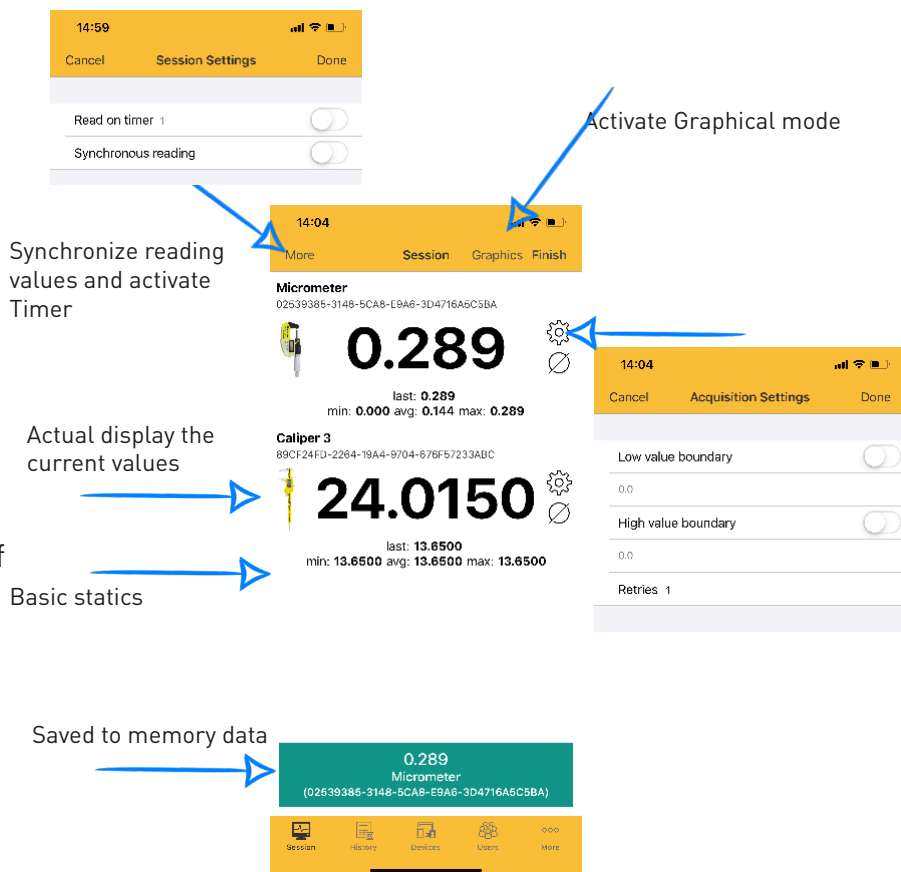 14:59
Cancel Session Settings Done
Read on timer 1
Synchronous reading
Activate Graphical mode
Synchronize reading
values and activate
Timer
14:04
More Session Graphics Finish
Micrometer
02539385-3148-5CA8-E9A6-3D4716A5C5BA
0.289
last: 0.289
min: 0.000 avg: 0.144 max: 0.289
Actual display the
current values
Caliper 3
89CF24FD-2264-19A4-9704-676F57233ABC
24.0150
last: 13.6500
min: 13.6500 avg: 13.6500 max: 13.6500
f
Basic statics
14:04
Cancel Acquisition Settings Done
Low value boundary
0.0
High value boundary
0.0
Retries 1
Saved to memory data
0.289
Micrometer
(02539385-3148-5CA8-E9A6-3D4716A5C5BA)
Session History Devices Users More